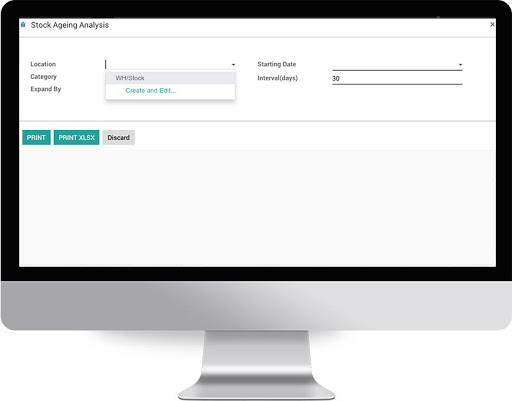 Stock Ageing Analysis
×
Location
Category
Expand By
WH/Stock
Create and Edit...
Starting Date
Interval(days) 30
PRINT
PRINT XLSX
Discard